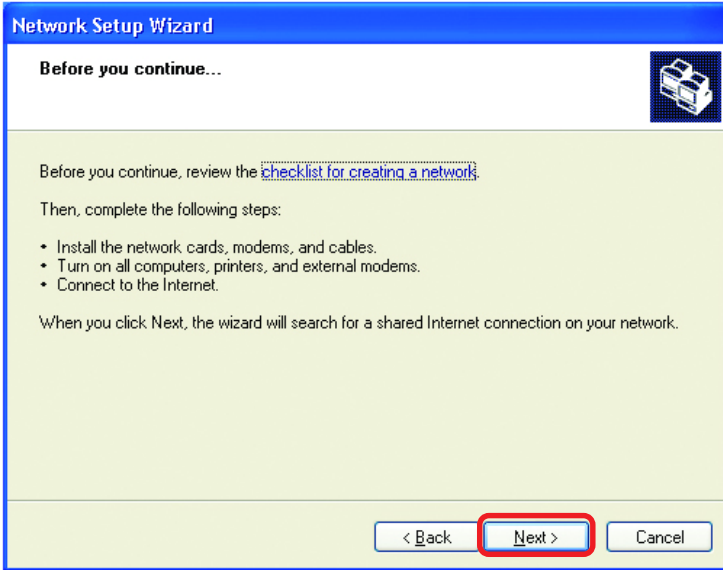 Network Setup Wizard
Before you continue...
Before you continue, review the checklist for creating a network.
Then, complete the following steps:
• Install the network cards, modems, and cables.
• Turn on all computers, printers, and external modems.
• Connect to the Internet.
When you click Next, the wizard will search for a shared Internet connection on your network.
< Back Next > Cancel